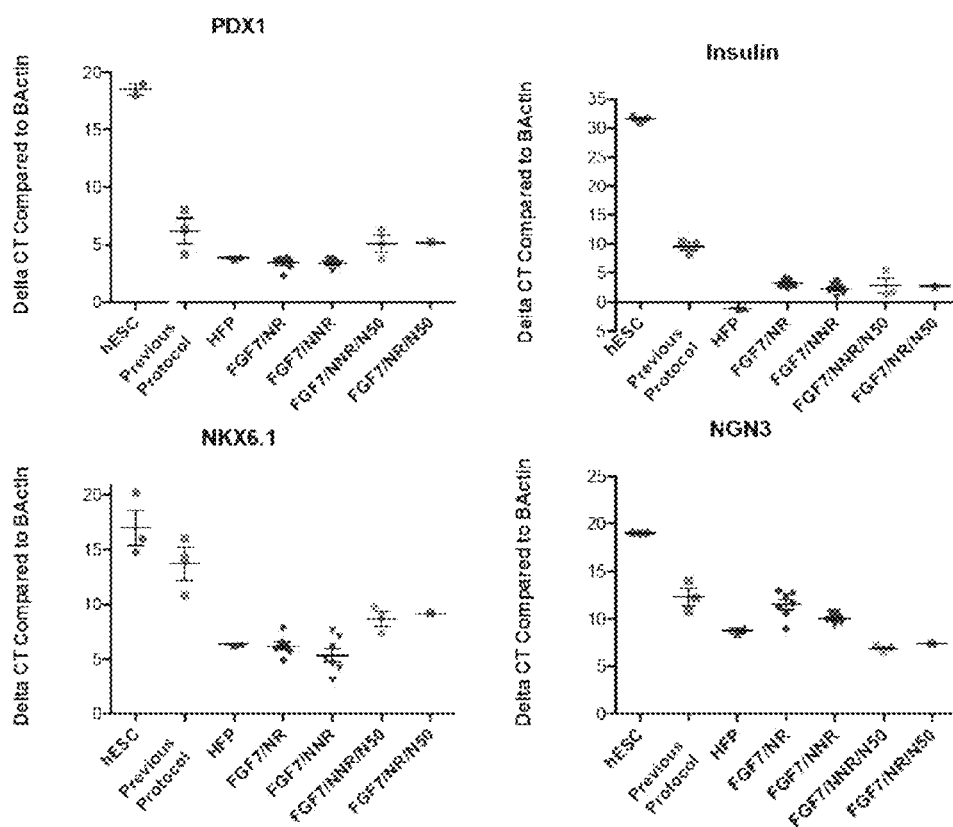 PDX1
Delta CT Compared to BActin
20
15
10
5
0
hESC
Previous Protocol
HFP
FGF7/NR
FGF7/NNR
FGF7/NNR/N50
FGF7/NR/N50
Insulin
Delta CT Compared to BActin
35
30
25
20
15
10
5
0
5
hESC
Previous Protocol
HFP
FGF7/NR
FGF7/NNR
FGF7/NNR/N50
FGF7/NR/N50
NKX6.1
Delta CT Compared to BActin
20
15
10
5
0
hESC
Previous Protocol
HFP
FGF7/NR
FGF7/NNR
FGF7/NNR/N50
FGF7/NR/N50
NGN3
Delta CT Compared to BActin
25
20
15
10
5
0
hESC
Previous Protocol
HFP
FGF7/NR
FGF7/NNR
FGF7/NNR/N50
FGF7/NR/N50